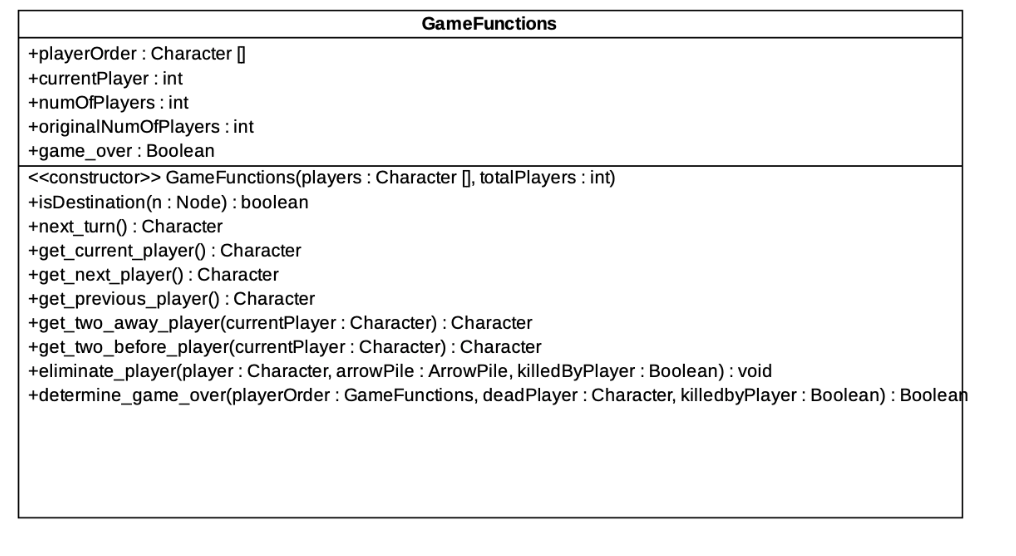 GameFunctions
+playerOrder : Character []
+currentPlayer : int
+numOfPlayers : int
+originalNumOfPlayers : int
+game_over : Boolean
<<constructor>> GameFunctions(players : Character [], totalPlayers : int)
+isDestination(n : Node) : boolean
+next_turn() : Character
+get_current_player() : Character
+get_next_player() : Character
+get_previous_player() : Character
+get_two_away_player(currentPlayer : Character) : Character
+get_two_before_player(currentPlayer : Character) : Character
+eliminate_player(player : Character, arrowPile : ArrowPile, killedByPlayer : Boolean) : void
+determine_game_over(playerOrder : GameFunctions, deadPlayer : Character, killedbyPlayer : Boolean) : Boolean